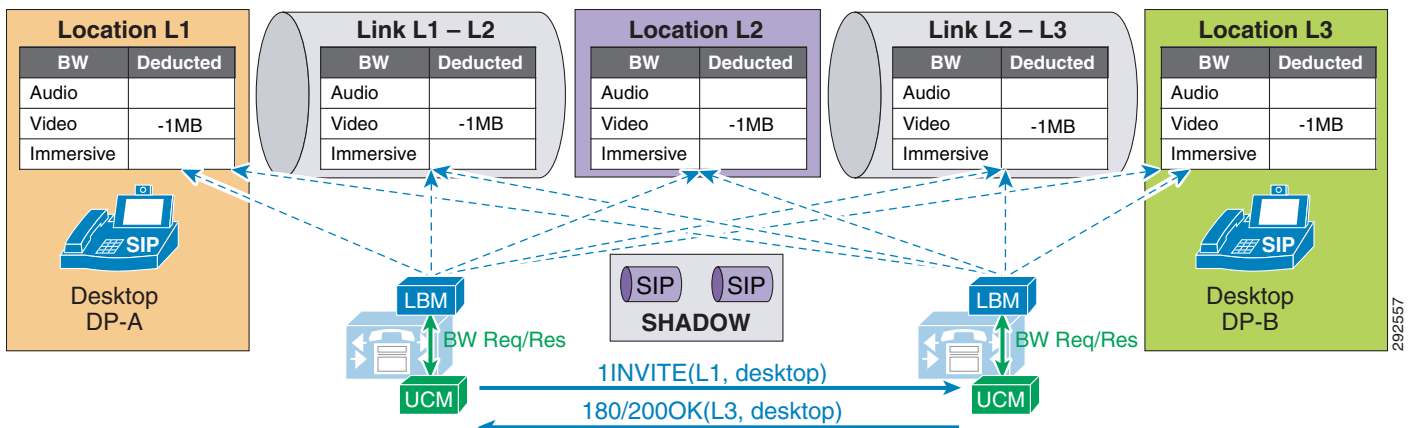 Location L1
BW Deducted
Audio
Video -1MB
Immersive
SIP
Desktop
DP-A
Link L1 – L2
BW Deducted
Audio
Video -1MB
Immersive
Location L2
BW Deducted
Audio
Video -1MB
Immersive
Link L2 – L3
BW Deducted
Audio
Video -1MB
Immersive
Location L3
BW Deducted
Audio
Video -1MB
Immersive
SIP
Desktop
DP-B
LBM
BW Req/Res
UCM
SIP SIP
SHADOW
LBM
BW Req/Res
UCM
1INVITE(L1, desktop)
180/200OK(L3, desktop)
292557